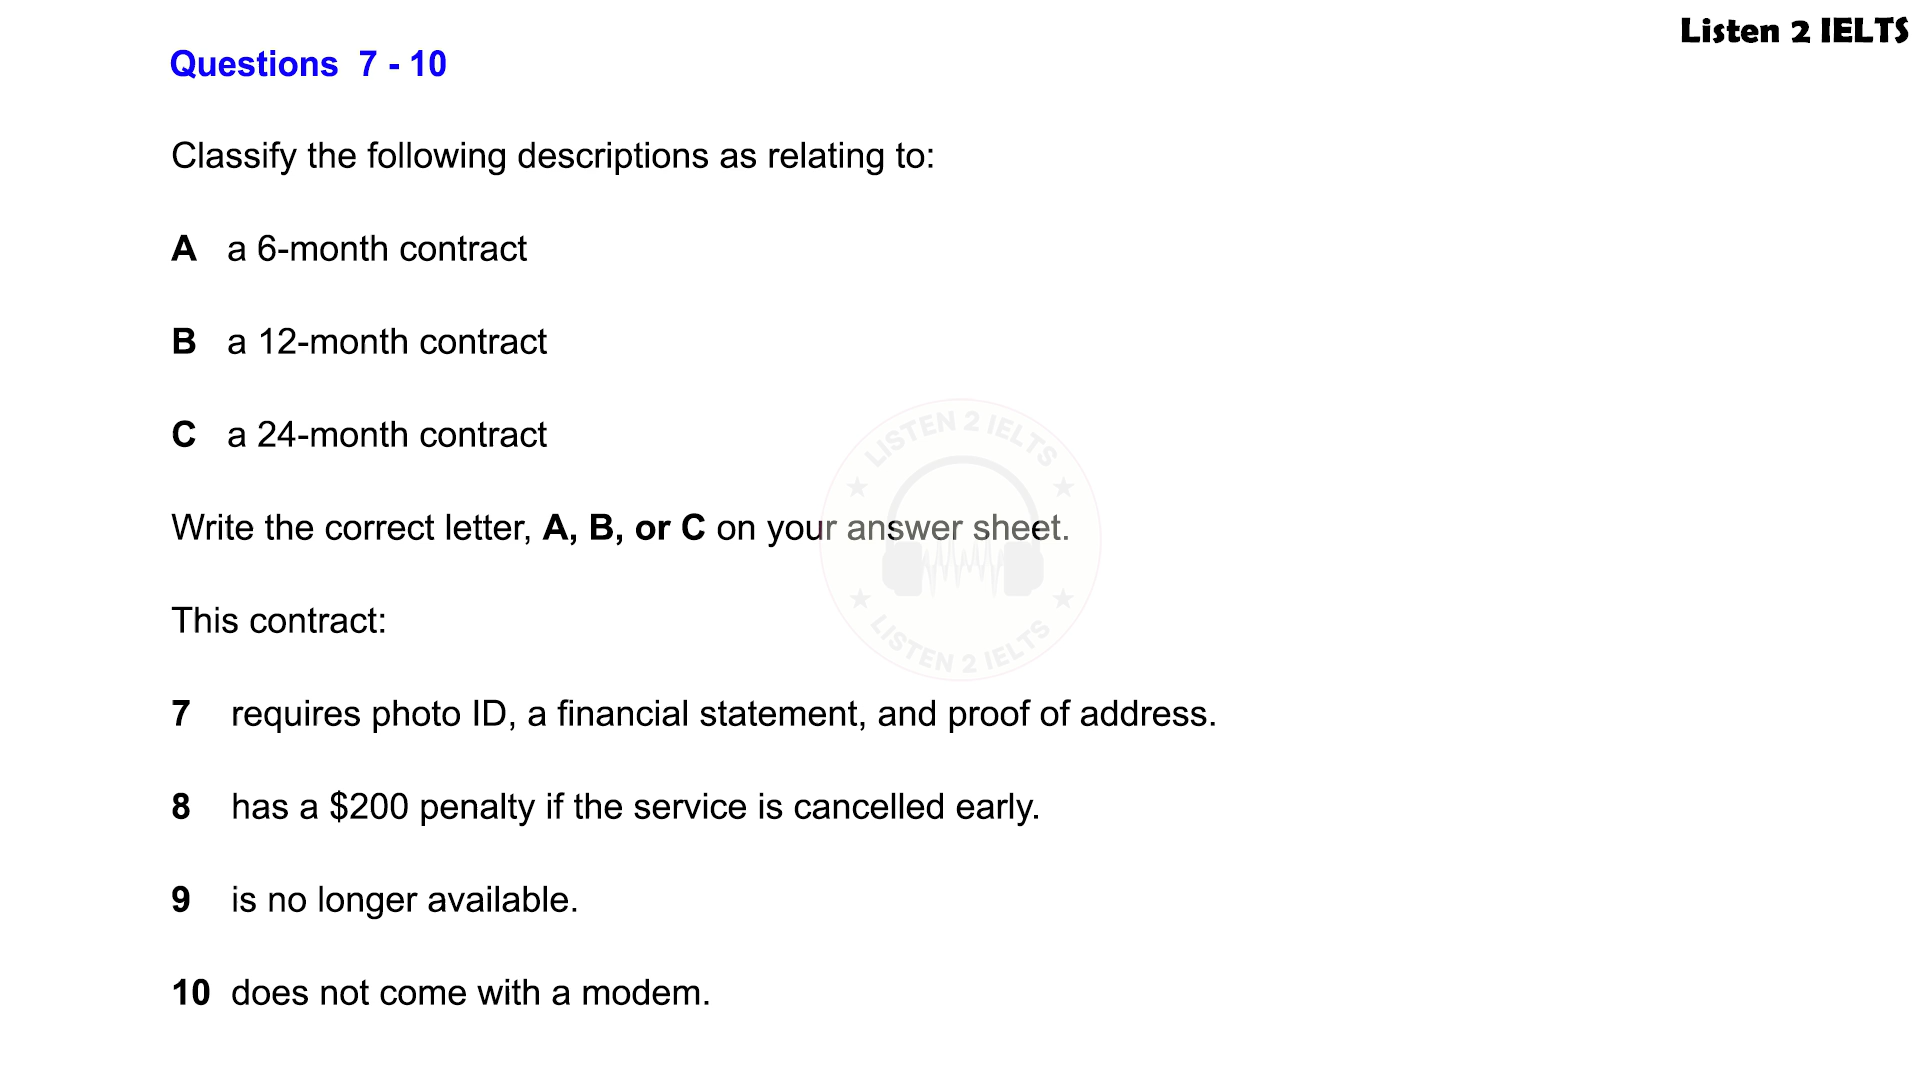 Listen 2 IELTS
Questions 7 - 10
Classify the following descriptions as relating to:
A a 6-month contract
B a 12-month contract
C a 24-month contract
LISTEN 2 IELTS
Write the correct letter, A, B, or C on your answer sheet.
LISTEN 2 IELTS
This contract:
7 requires photo ID, a financial statement, and proof of address.
8 has a $200 penalty if the service is cancelled early.
9 is no longer available.
10 does not come with a modem.